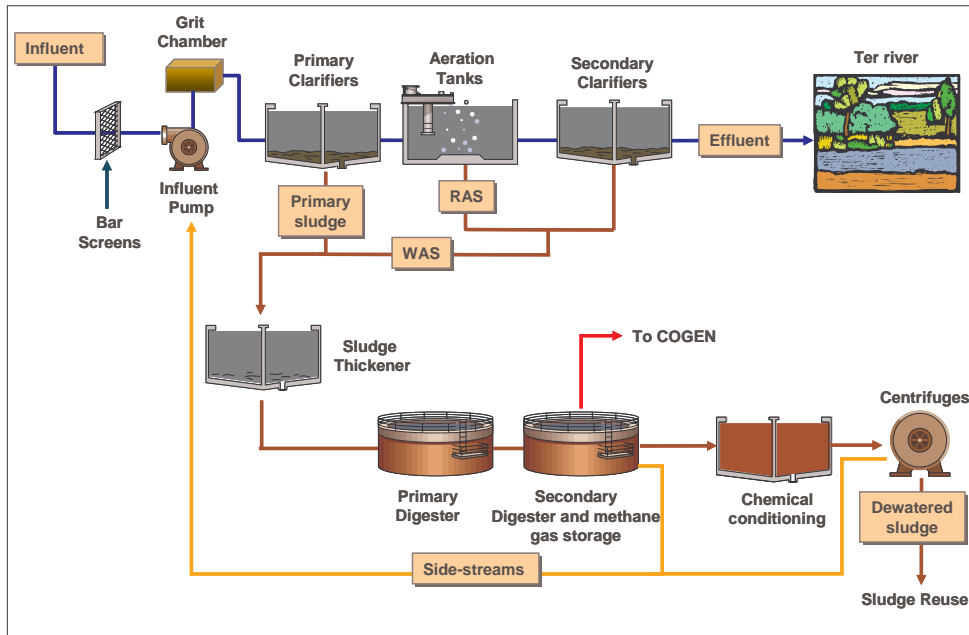 Influent
Grit
Chamber
Primary
Clarifiers
Aeration
Tanks
Secondary
Clarifiers
Ter river
Effluent
Influent
Pump
Bar
Screens
Primary
sludge
RAS
WAS
Sludge
Thickener
To COGEN
Centrifuges
Primary
Digester
Secondary
Digester and methane
gas storage
Chemical
conditioning
Dewatered
sludge
Side-streams
Sludge Reuse